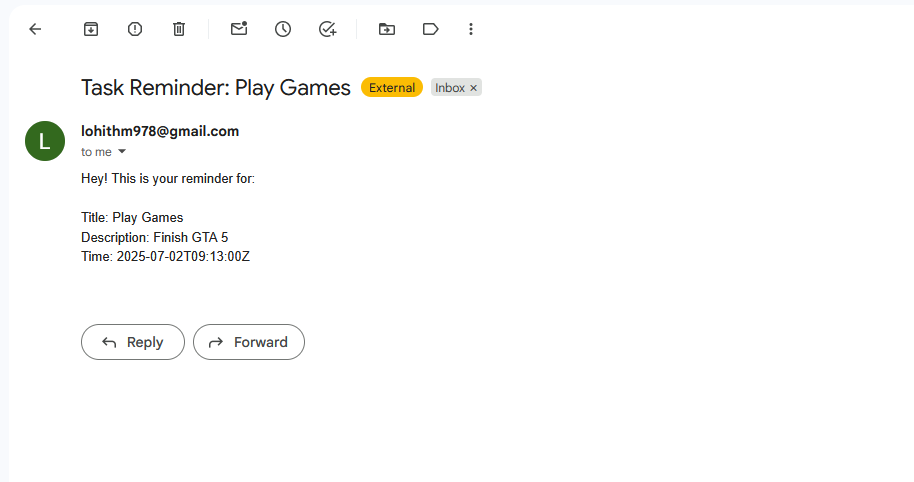 Task Reminder: Play Games External Inbox ×
L
lohithm978@gmail.com
to me
Hey! This is your reminder for:
Title: Play Games
Description: Finish GTA 5
Time: 2025-07-02T09:13:00Z
Reply Forward